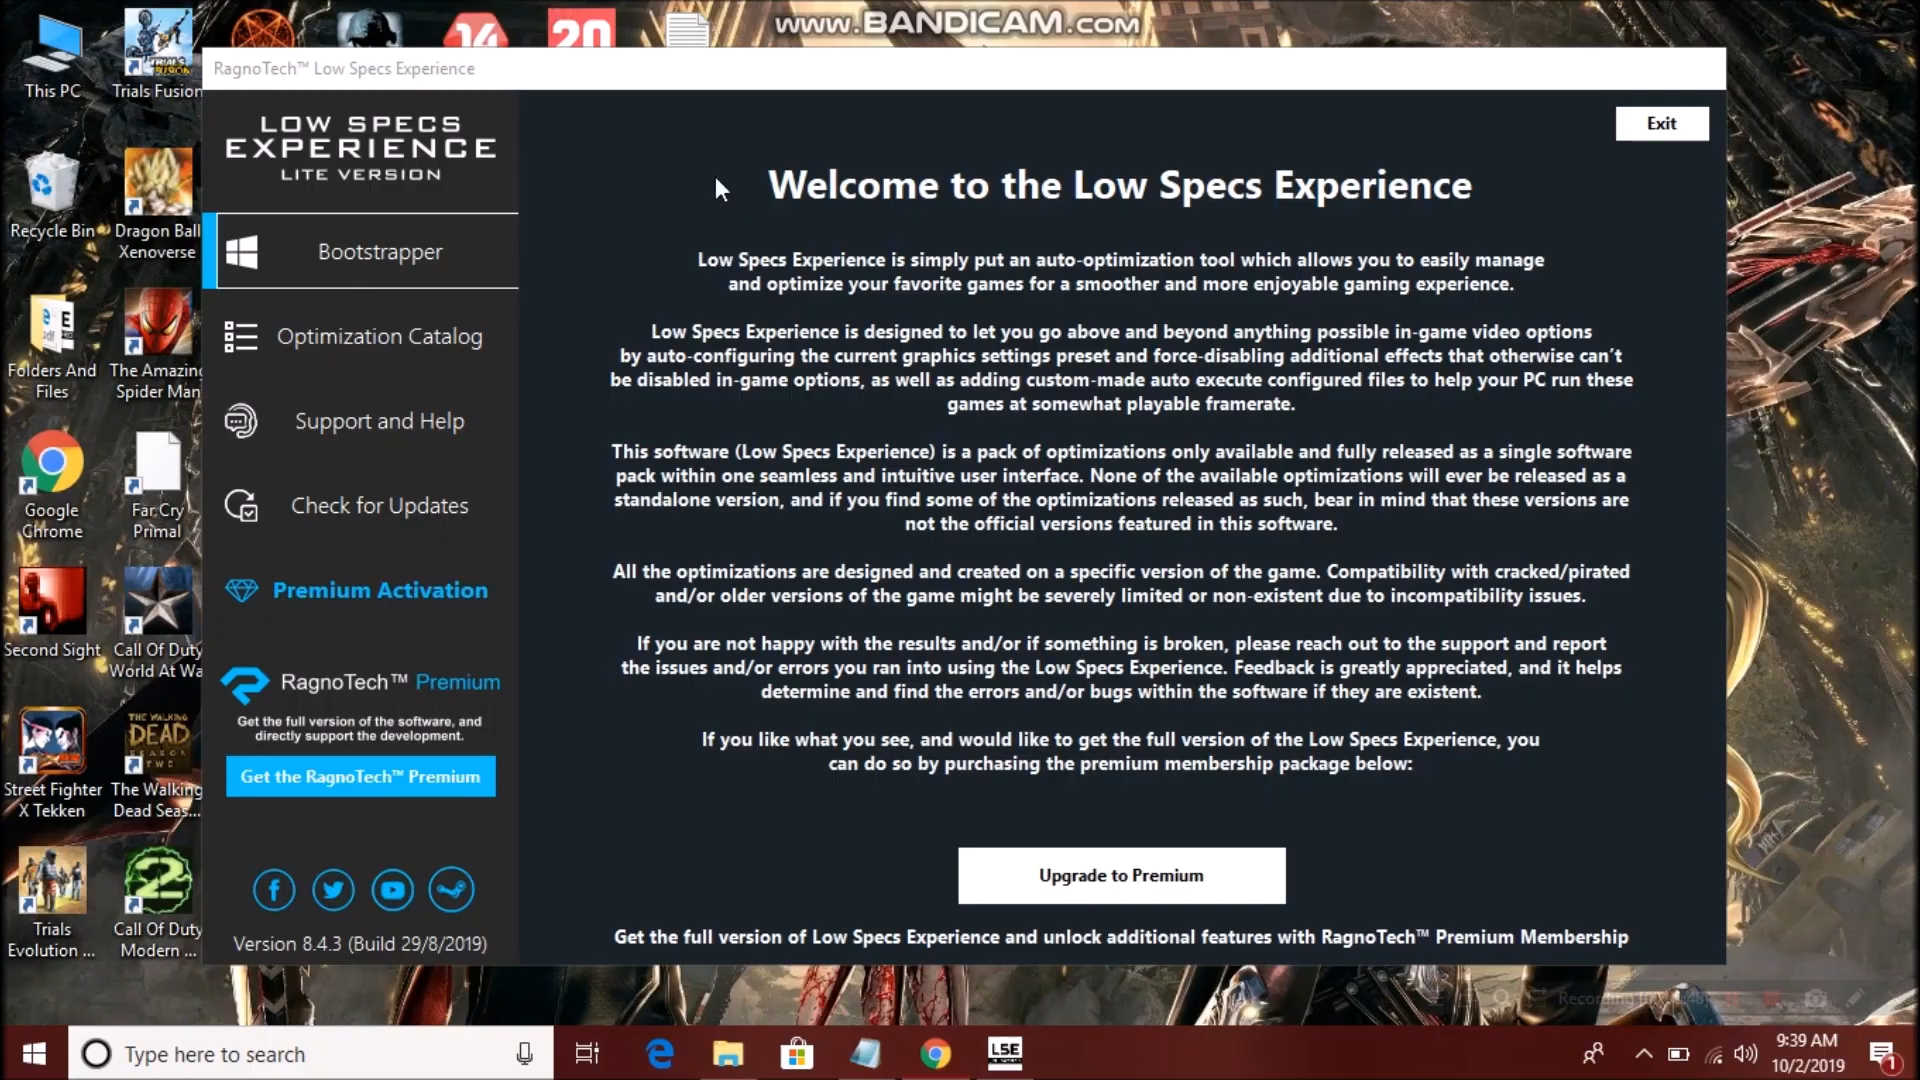 www.BANDICAM.com
14
20
This PC
Trials Fusion
Recycle Bin
Dragon Ball
Xenoverse
Folders And
Files
The Amazing
Spider Man
Google
Chrome
Far Cry
Primal
Second Sight
Call Of Duty
World At Wa
Street Fighter
X Tekken
THE WALKING
DEAD
SEASON
TWO
The Walking
Dead Seas...
Trials
Evolution ...
2
Call Of Duty
Modern ...
RagnoTech™ Low Specs Experience
LOW SPECS
EXPERIENCE
LITE VERSION
Bootstrapper
Optimization Catalog
Support and Help
Check for Updates
Premium Activation
RagnoTech™ Premium
Get the full version of the software, and
directly support the development.
Get the RagnoTech™ Premium
Version 8.4.3 (Build 29/8/2019)
Exit
Welcome to the Low Specs Experience
Low Specs Experience is simply put an auto-optimization tool which allows you to easily manage
and optimize your favorite games for a smoother and more enjoyable gaming experience.
Low Specs Experience is designed to let you go above and beyond anything possible in-game video options
by auto-configuring the current graphics settings preset and force-disabling additional effects that otherwise can't
be disabled in-game options, as well as adding custom-made auto execute configured files to help your PC run these
games at somewhat playable framerate.
This software (Low Specs Experience) is a pack of optimizations only available and fully released as a single software
pack within one seamless and intuitive user interface. None of the available optimizations will ever be released as a
standalone version, and if you find some of the optimizations released as such, bear in mind that these versions are
not the official versions featured in this software.
All the optimizations are designed and created on a specific version of the game. Compatibility with cracked/pirated
and/or older versions of the game might be severely limited or non-existent due to incompatibility issues.
If you are not happy with the results and/or if something is broken, please reach out to the support and report
the issues and/or errors you ran into using the Low Specs Experience. Feedback is greatly appreciated, and it helps
determine and find the errors and/or bugs within the software if they are existent.
If you like what you see, and would like to get the full version of the Low Specs Experience, you
can do so by purchasing the premium membership package below:
Upgrade to Premium
Get the full version of Low Specs Experience and unlock additional features with RagnoTech™ Premium Membership
Recording
Type here to search
LSE
9:39 AM
10/2/2019
1